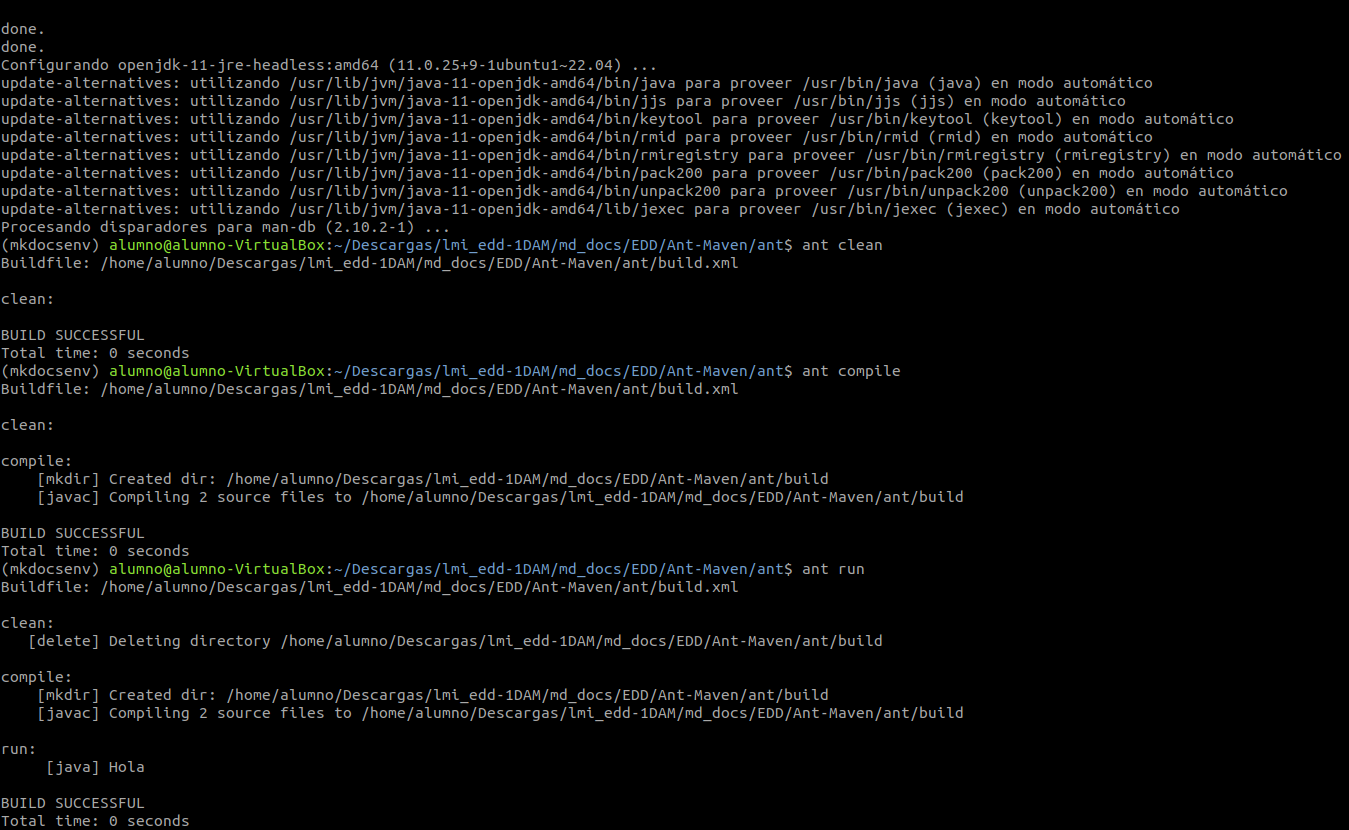 done.
done.
Configurando openjdk-11-jre-headless:amd64 (11.0.25+9-1ubuntu1~22.04) ...
update-alternatives: utilizando /usr/lib/jvm/java-11-openjdk-amd64/bin/java para proveer /usr/bin/java (java) en modo automático
update-alternatives: utilizando /usr/lib/jvm/java-11-openjdk-amd64/bin/jjs para proveer /usr/bin/jjs (jjs) en modo automático
update-alternatives: utilizando /usr/lib/jvm/java-11-openjdk-amd64/bin/keytool para proveer /usr/bin/keytool (keytool) en modo automático
update-alternatives: utilizando /usr/lib/jvm/java-11-openjdk-amd64/bin/rmid para proveer /usr/bin/rmid (rmid) en modo automático
update-alternatives: utilizando /usr/lib/jvm/java-11-openjdk-amd64/bin/rmiregistry para proveer /usr/bin/rmiregistry (rmiregistry) en modo automático
update-alternatives: utilizando /usr/lib/jvm/java-11-openjdk-amd64/bin/pack200 para proveer /usr/bin/pack200 (pack200) en modo automático
update-alternatives: utilizando /usr/lib/jvm/java-11-openjdk-amd64/bin/unpack200 para proveer /usr/bin/unpack200 (unpack200) en modo automático
update-alternatives: utilizando /usr/lib/jvm/java-11-openjdk-amd64/lib/jexec para proveer /usr/bin/jexec (jexec) en modo automático
Procesando disparadores para man-db (2.10.2-1) ...
(mkdocsenv) alumno@alumno-VirtualBox:~/Descargas/lmi_edd-1DAM/md_docs/EDD/Ant-Maven/ant$ ant clean
Buildfile: /home/alumno/Descargas/lmi_edd-1DAM/md_docs/EDD/Ant-Maven/ant/build.xml

clean:

BUILD SUCCESSFUL
Total time: 0 seconds
(mkdocsenv) alumno@alumno-VirtualBox:~/Descargas/lmi_edd-1DAM/md_docs/EDD/Ant-Maven/ant$ ant compile
Buildfile: /home/alumno/Descargas/lmi_edd-1DAM/md_docs/EDD/Ant-Maven/ant/build.xml

clean:

compile:
    [mkdir] Created dir: /home/alumno/Descargas/lmi_edd-1DAM/md_docs/EDD/Ant-Maven/ant/build
    [javac] Compiling 2 source files to /home/alumno/Descargas/lmi_edd-1DAM/md_docs/EDD/Ant-Maven/ant/build

BUILD SUCCESSFUL
Total time: 0 seconds
(mkdocsenv) alumno@alumno-VirtualBox:~/Descargas/lmi_edd-1DAM/md_docs/EDD/Ant-Maven/ant$ ant run
Buildfile: /home/alumno/Descargas/lmi_edd-1DAM/md_docs/EDD/Ant-Maven/ant/build.xml

clean:
   [delete] Deleting directory /home/alumno/Descargas/lmi_edd-1DAM/md_docs/EDD/Ant-Maven/ant/build

compile:
    [mkdir] Created dir: /home/alumno/Descargas/lmi_edd-1DAM/md_docs/EDD/Ant-Maven/ant/build
    [javac] Compiling 2 source files to /home/alumno/Descargas/lmi_edd-1DAM/md_docs/EDD/Ant-Maven/ant/build

run:
     [java] Hola

BUILD SUCCESSFUL
Total time: 0 seconds